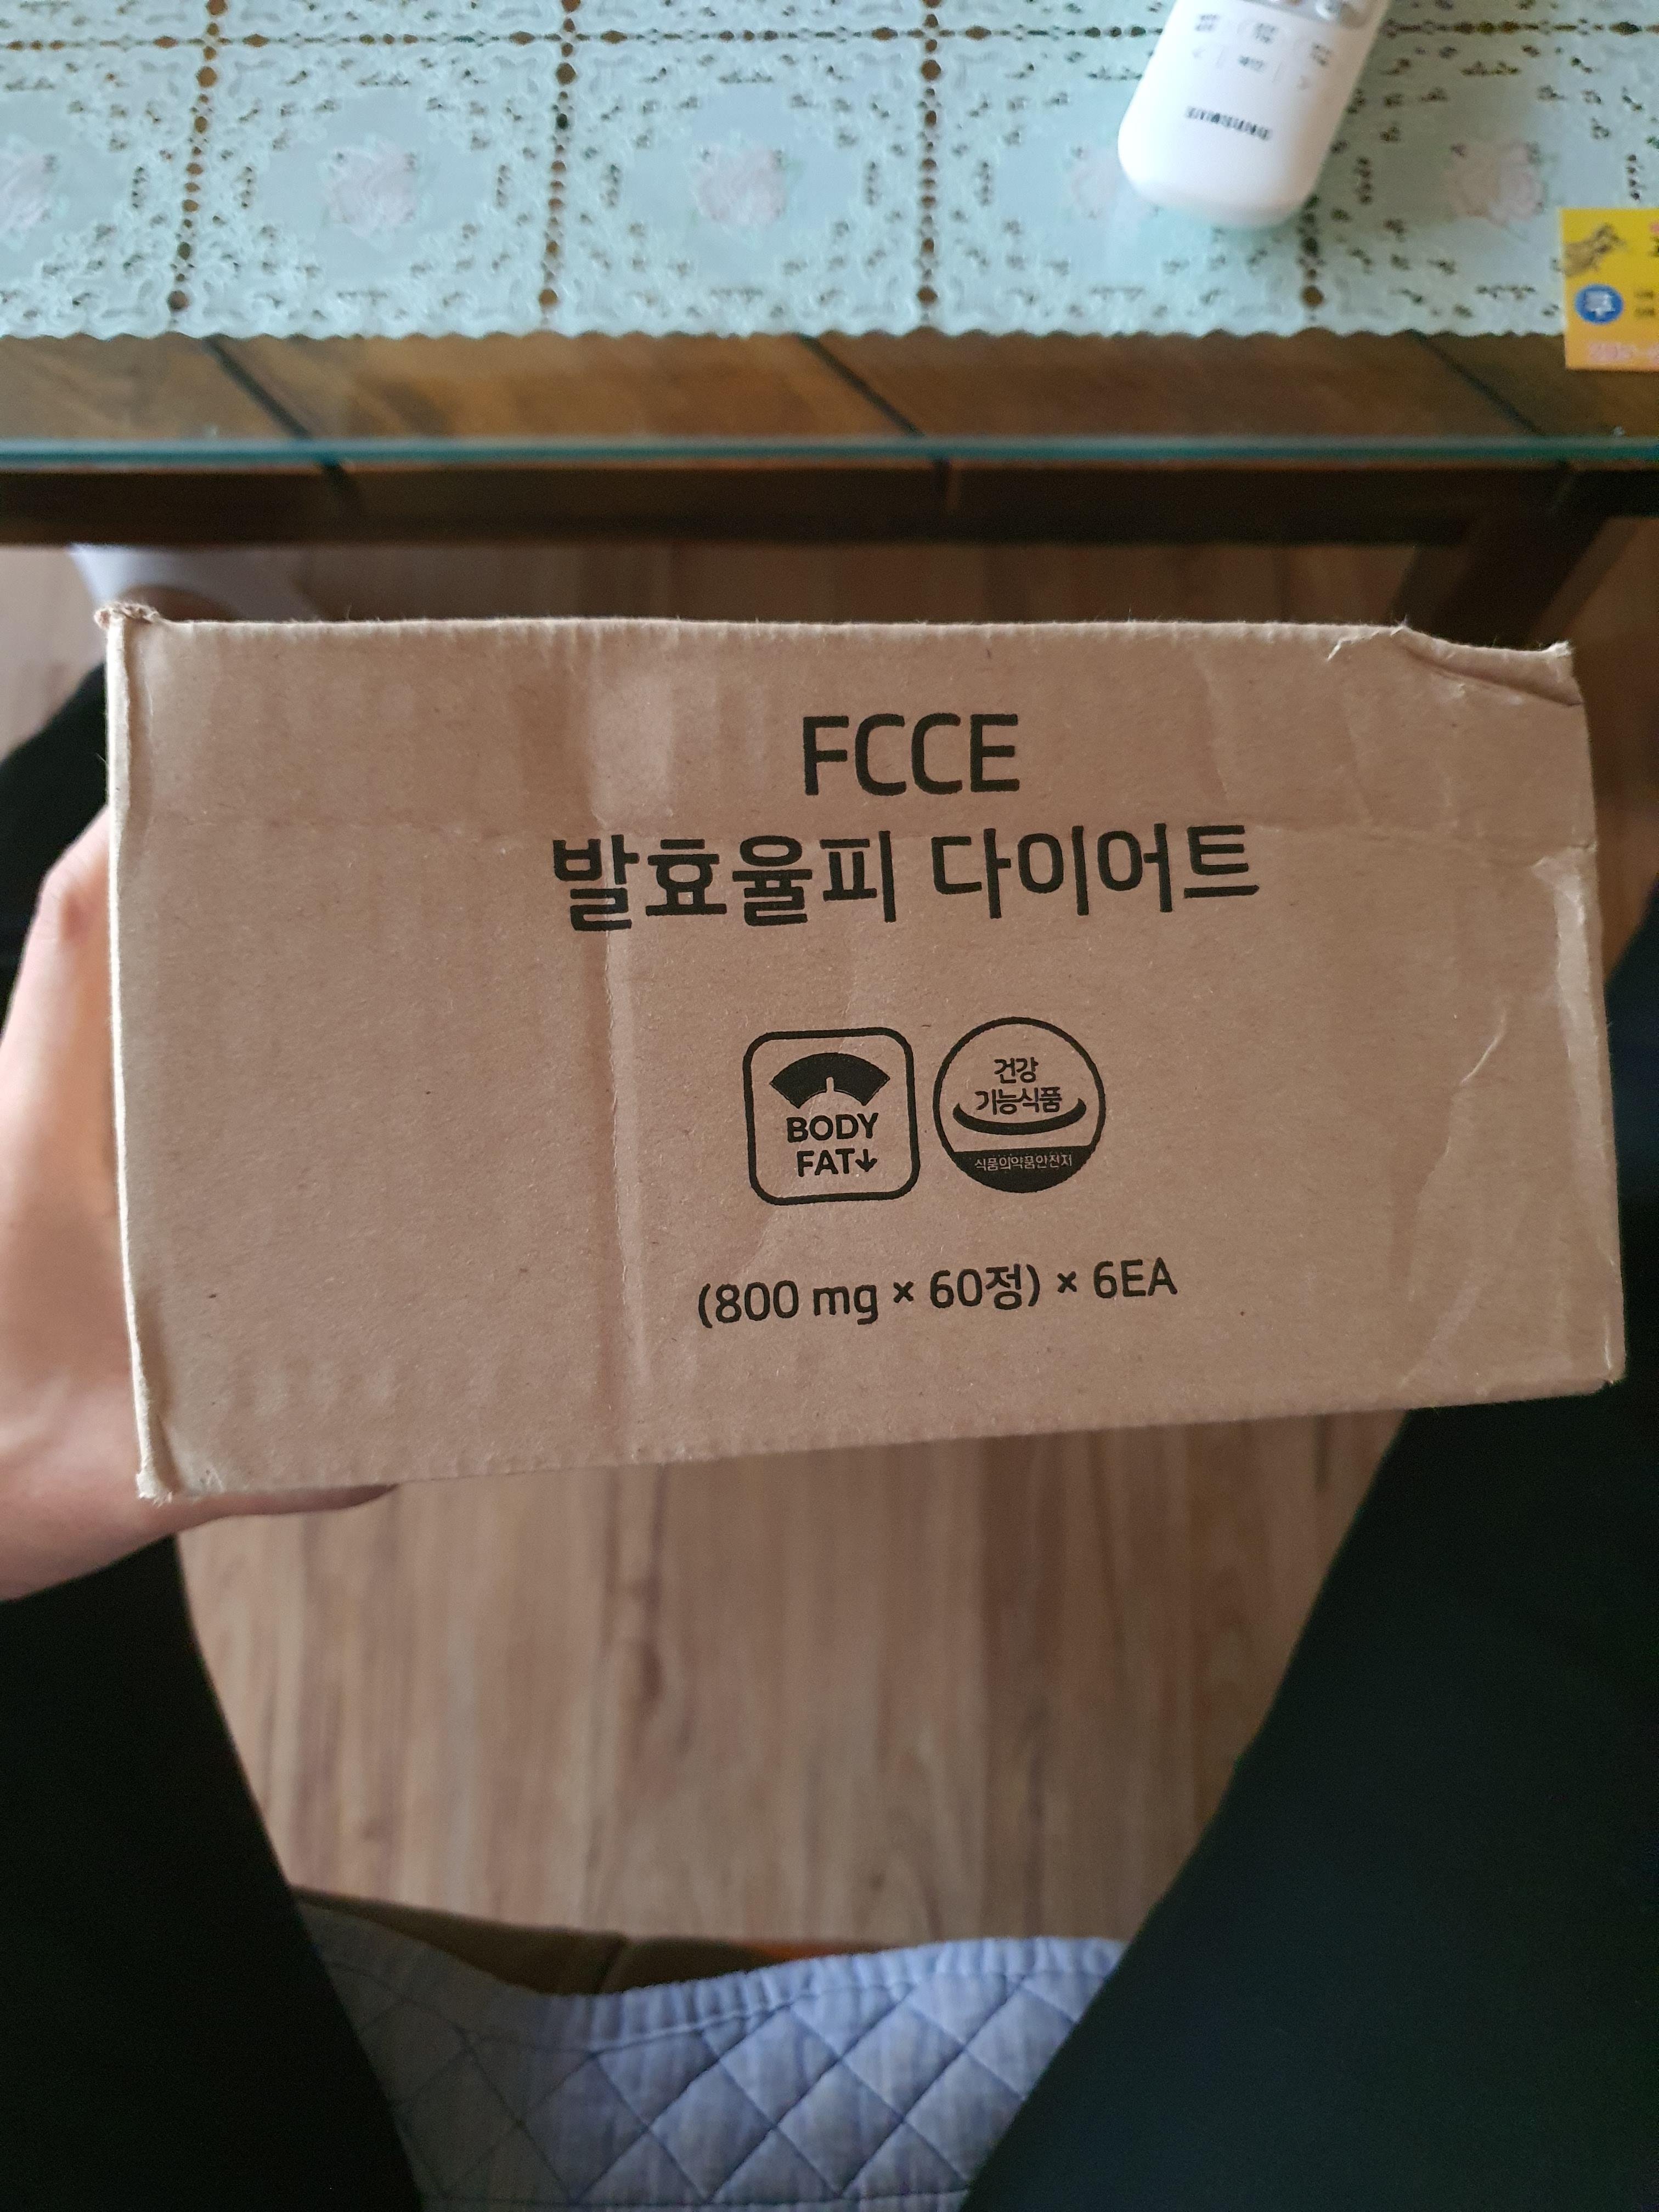 FCCE
발효율피 다이어트
BODY
FAT↓
건강
기능식품
식품의약품안전처
(800 mg × 60정) × 6EA